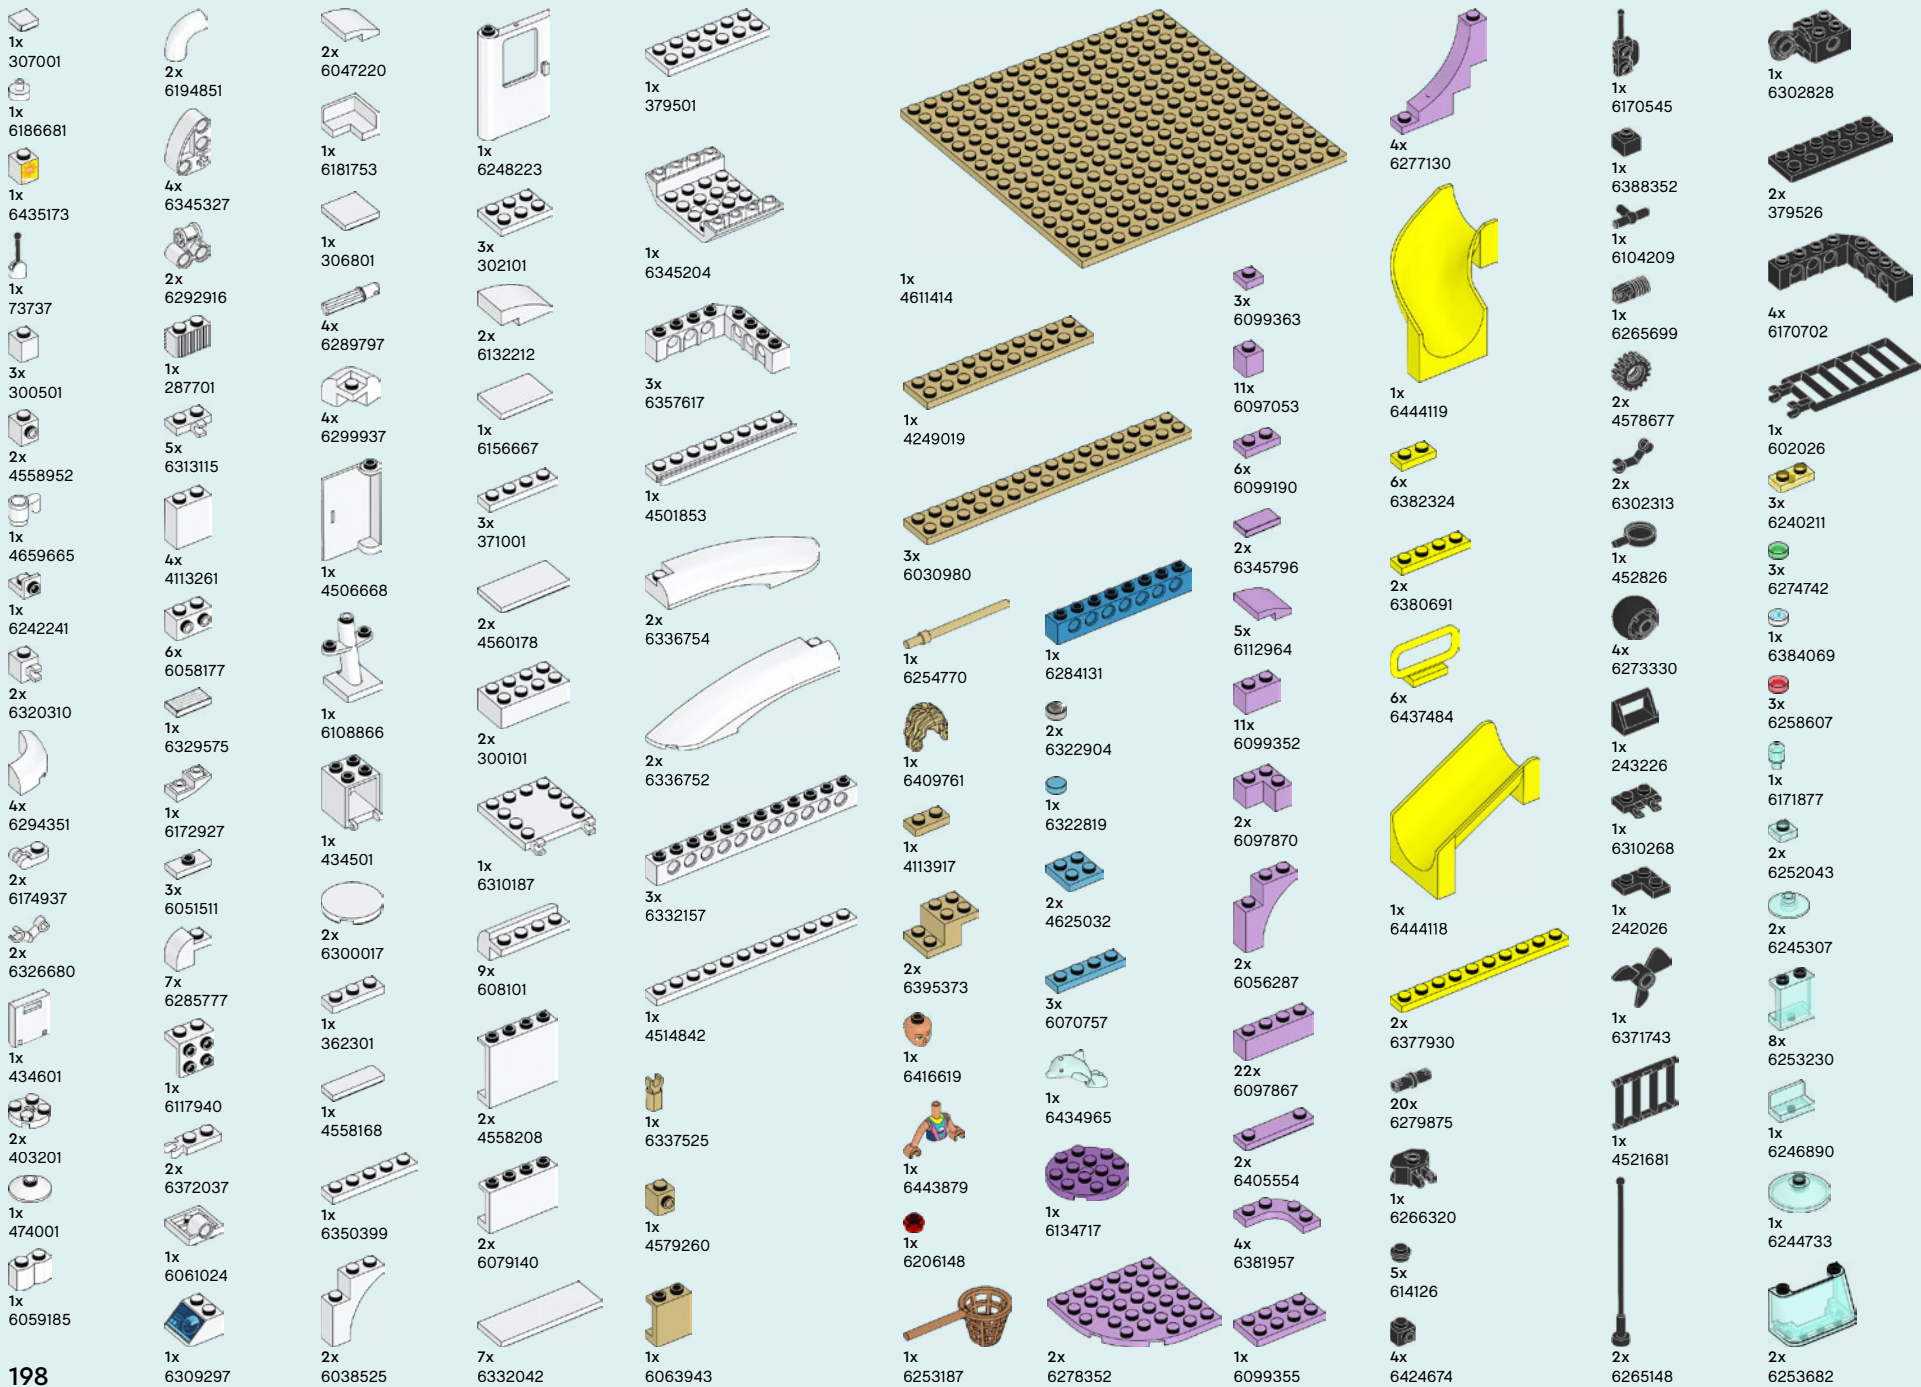 1x
307001
1x
6186681
1x
6435173
1x
73737
3x
300501
2x
4558952
1x
4659665
1x
6242241
2x
6320310
4x
6294351
2x
6174937
2x
6326680
1x
434601
2x
403201
1x
474001
1x
6059185
198
2x
6194851
4x
6345327
2x
6292916
1x
287701
5x
6313115
4x
4113261
6x
6058177
1x
6329575
1x
6172927
3x
6051511
7x
6285777
1x
6117940
2x
6372037
1x
6061024
1x
6309297
2x
6047220
1x
6181753
1x
306801
4x
6289797
4x
6299937
1x
4506668
1x
6108866
1x
434501
2x
6300017
1x
362301
1x
4558168
1x
6350399
2x
6038525
1x
6248223
3x
302101
2x
6132212
1x
6156667
3x
371001
2x
4560178
2x
300101
1x
6310187
9x
608101
2x
4558208
2x
6079140
7x
6332042
1x
379501
1x
6345204
3x
6357617
1x
4501853
2x
6336754
2x
6336752
3x
6332157
1x
4514842
1x
6337525
1x
4579260
1x
6063943
1x
4611414
1x
4249019
3x
6030980
1x
6254770
1x
6409761
1x
4113917
2x
6395373
1x
6416619
1x
6443879
1x
6206148
1x
6253187
1x
6284131
2x
6322904
1x
6322819
2x
4625032
3x
6070757
1x
6434965
1x
6134717
2x
6278352
3x
6099363
11x
6097053
6x
6099190
2x
6345796
5x
6112964
11x
6099352
2x
6097870
2x
6056287
22x
6097867
2x
6405554
4x
6381957
1x
6099355
4x
6277130
1x
6444119
6x
6382324
2x
6380691
6x
6437484
1x
6444118
2x
6377930
20x
6279875
1x
6266320
5x
614126
4x
6424674
1x
6170545
1x
6388352
1x
6104209
1x
6265699
2x
4578677
2x
6302313
1x
452826
4x
6273330
1x
243226
1x
6310268
1x
242026
1x
6371743
1x
4521681
2x
6265148
1x
6302828
2x
379526
4x
6170702
1x
602026
3x
6240211
3x
6274742
1x
6384069
3x
6258607
1x
6171877
2x
6252043
2x
6245307
8x
6253230
1x
6246890
1x
6244733
2x
6253682